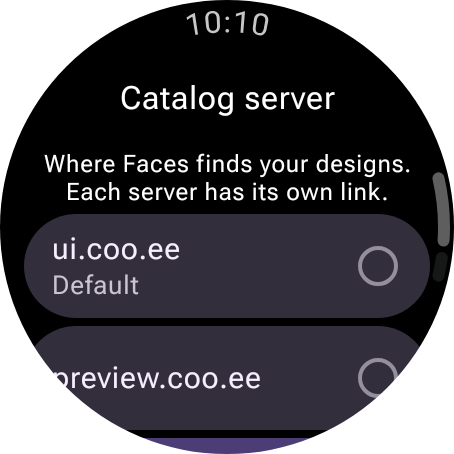 10:10
Catalog server
Where Faces finds your designs.
Each server has its own link.
ui.coo.ee
Default
preview.coo.ee